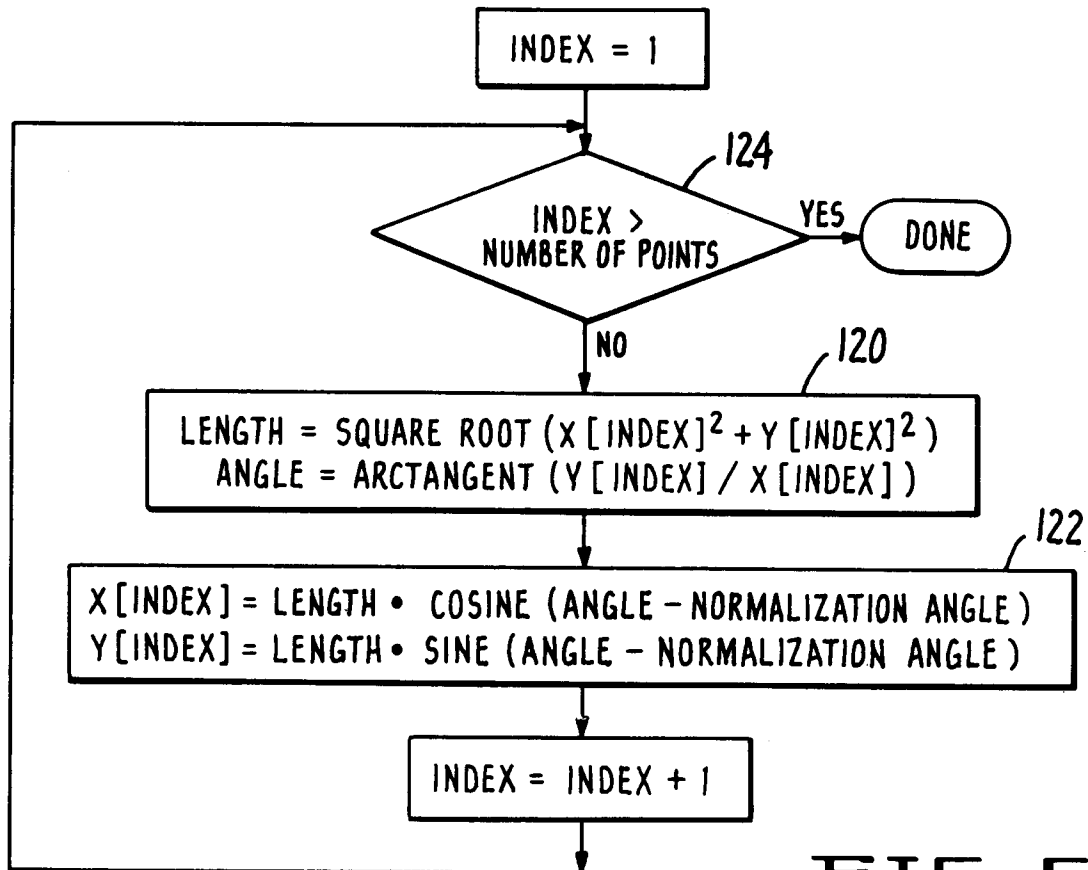 INDEX = 1
124
INDEX >
NUMBER OF POINTS
YES
DONE
NO
120
LENGTH = SQUARE ROOT (X [INDEX]² + Y [INDEX]²)
ANGLE = ARCTANGENT (Y [INDEX] / X [INDEX])
122
X [INDEX] = LENGTH • COSINE (ANGLE – NORMALIZATION ANGLE)
Y [INDEX] = LENGTH • SINE (ANGLE – NORMALIZATION ANGLE)
INDEX = INDEX + 1